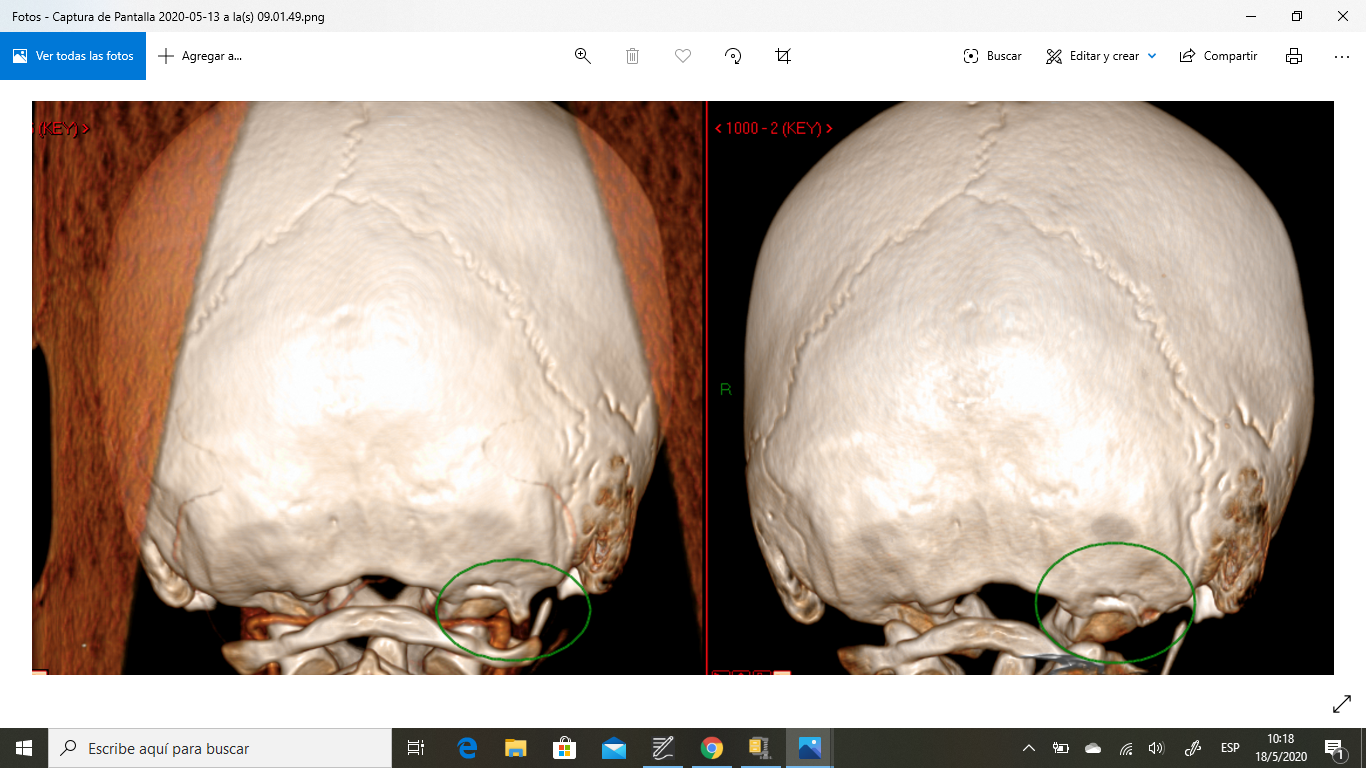 Fotos - Captura de Pantalla 2020-05-13 a la(s) 09.01.49.png
Ver todas las fotos
Agregar a...
Buscar
Editar y crear
Compartir
(KEY) >
< 1000 - 2 (KEY) >
R
Escribe aquí para buscar
ESP
10:18
18/5/2020
1